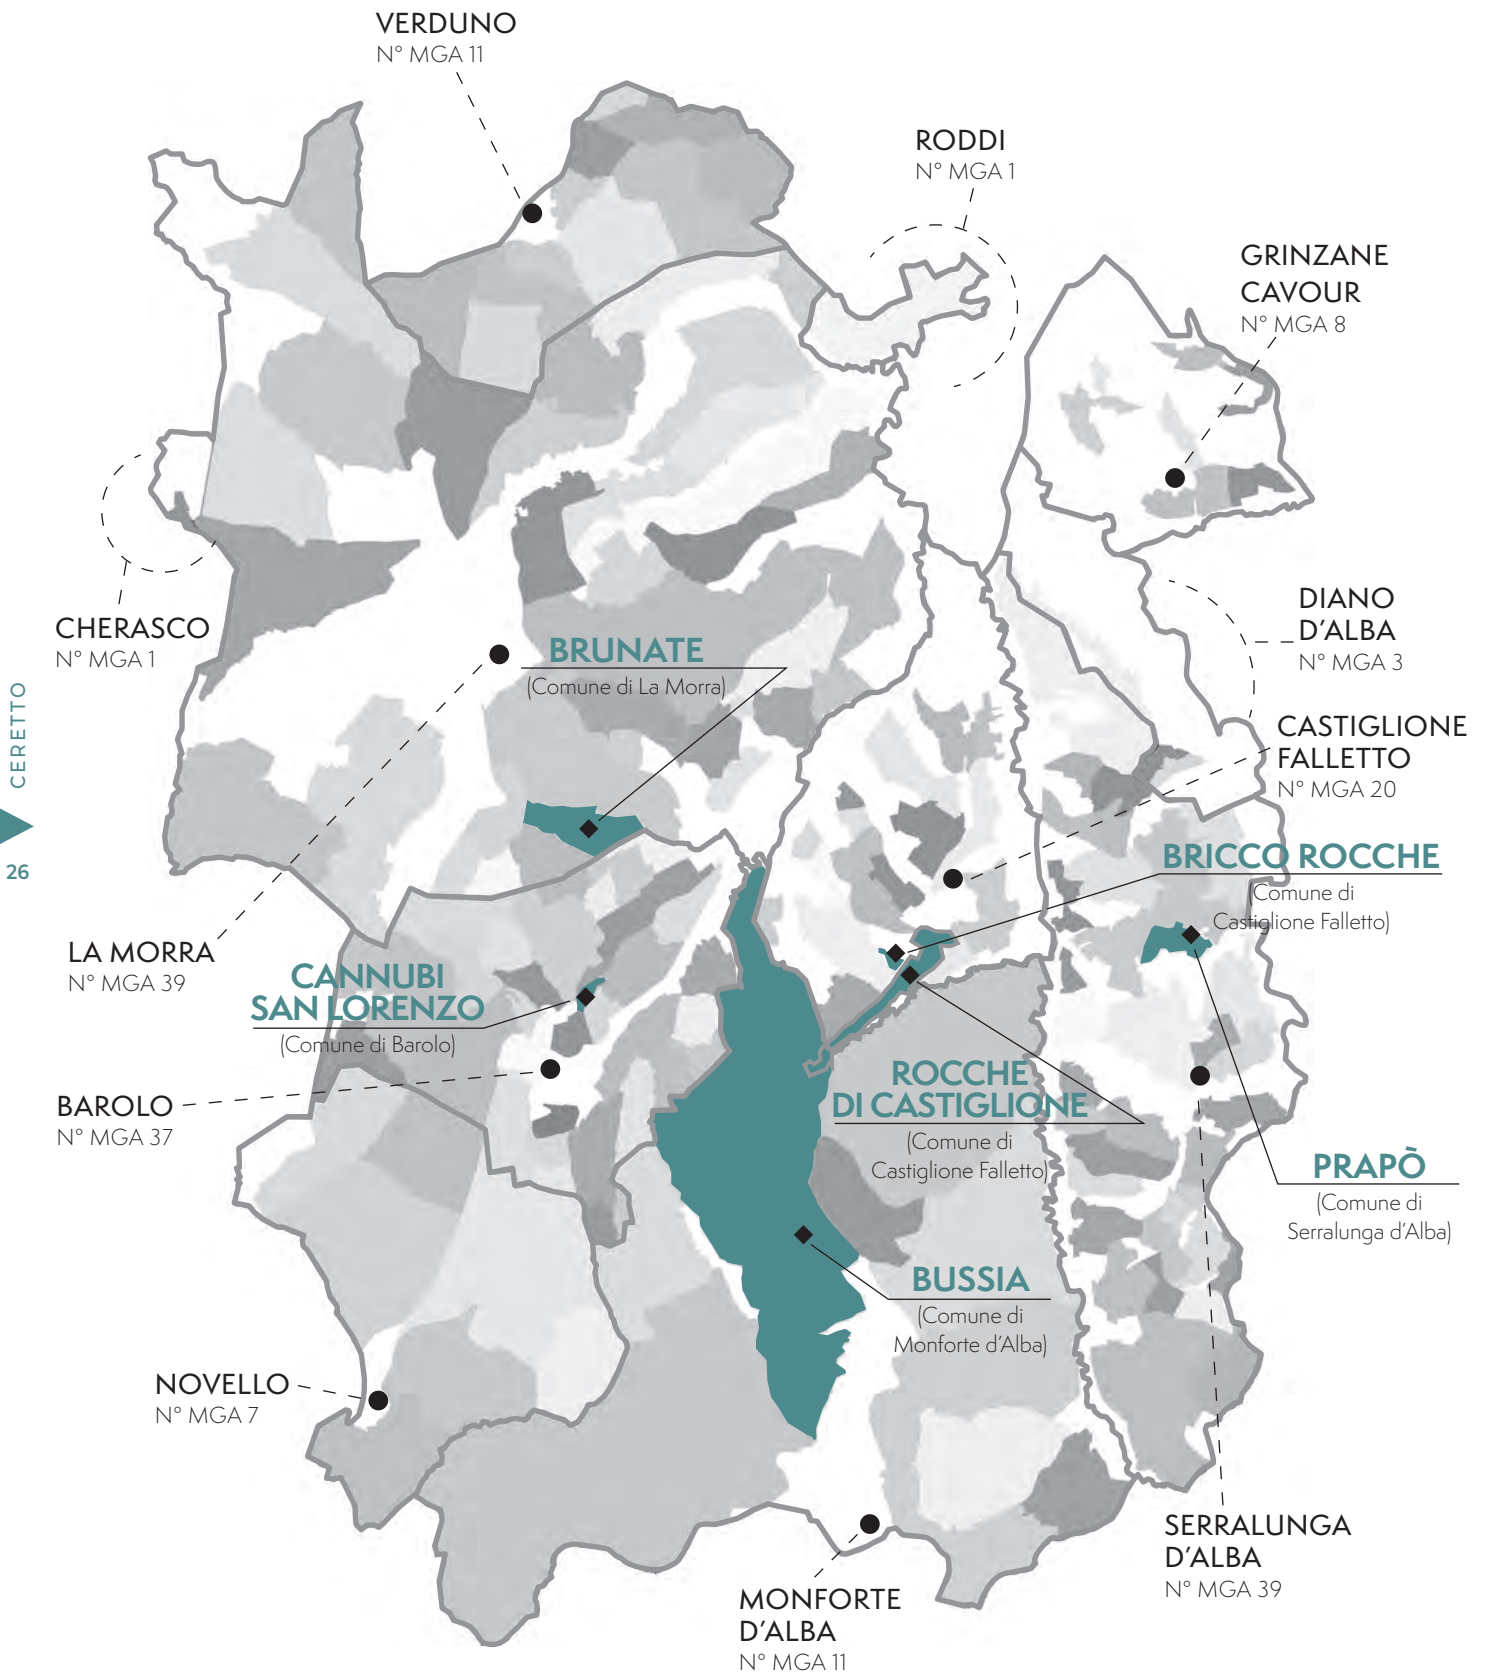 VERDUNO
N° MGA 11
RODDI
N° MGA 1
GRINZANE
CAVOUR
N° MGA 8
CHERASCO
N° MGA 1
DIANO
D'ALBA
N° MGA 3
BRUNATE
(Comune di La Morra)
CASTIGLIONE
FALLETTO
N° MGA 20
CERETTO
26
BRICCO ROCCHE
(Comune di
Castiglione Falletto)
LA MORRA
N° MGA 39
CANNUBI
SAN LORENZO
(Comune di Barolo)
BAROLO
N° MGA 37
ROCCHE
DI CASTIGLIONE
(Comune di
Castiglione Falletto)
PRAPÒ
(Comune di
Serralunga d'Alba)
BUSSIA
(Comune di
Monforte d'Alba)
NOVELLO
N° MGA 7
SERRALUNGA
D'ALBA
N° MGA 39
MONFORTE
D'ALBA
N° MGA 11